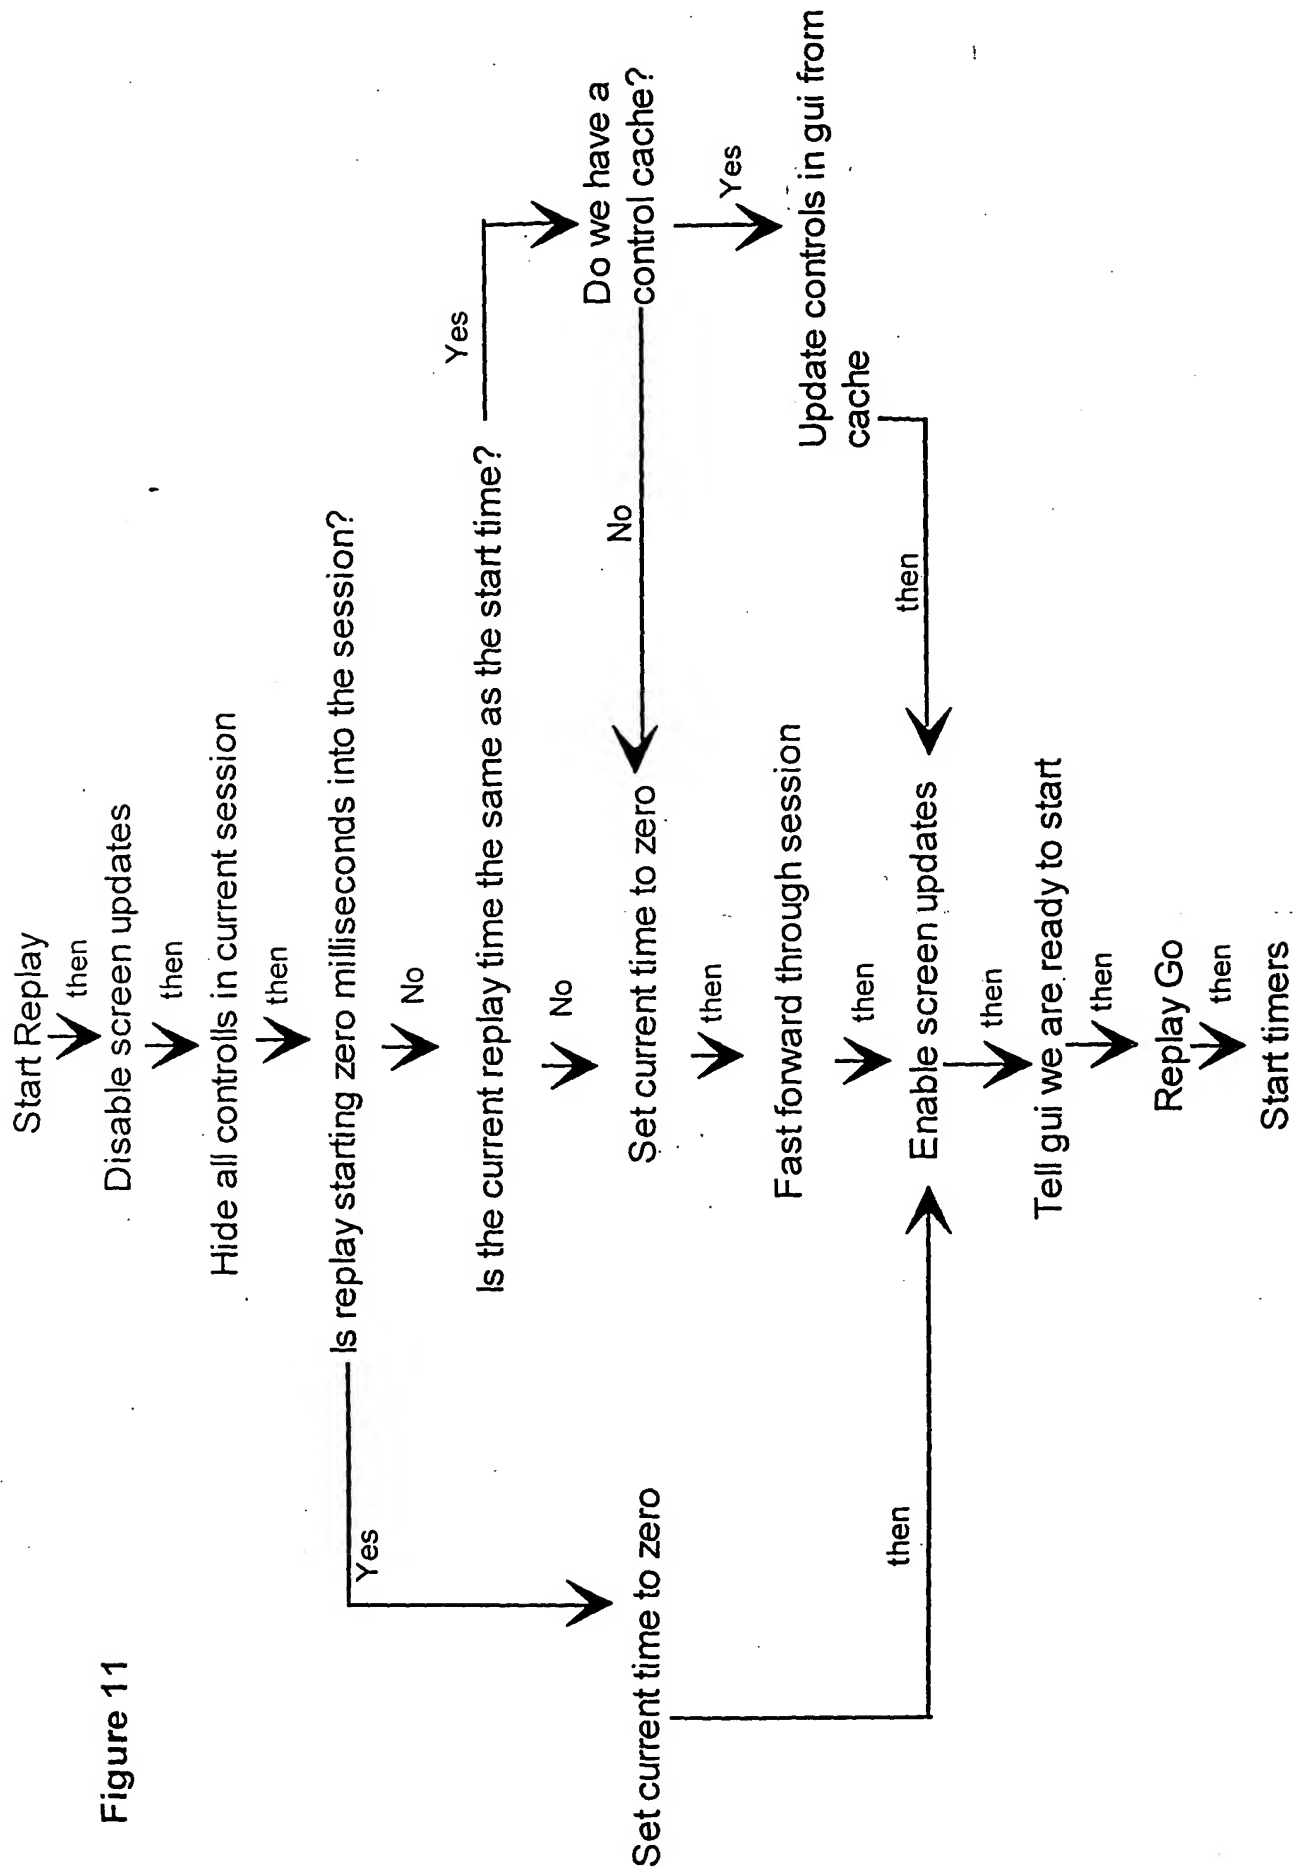 Figure 11
Start Replay
then
Disable screen updates
then
Hide all controlls in current session
then
Is replay starting zero milliseconds into the session?
Yes
No
Is the current replay time the same as the start time?
Yes
No
Do we have a
control cache?
No
Yes
Set current time to zero
Set current time to zero
then
Fast forward through session
Update controls in gui from
cache
then
then
then
Enable screen updates
then
Tell gui we are ready to start
then
Replay Go
then
Start timers